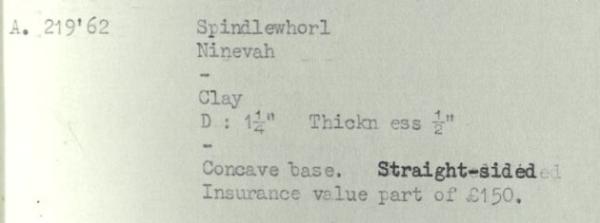 A. 219'62 Spindlewhorl
Ninevah
-
Clay
D : 1¼" Thickn ess ½"
-
Concave base. Straight-sided
Insurance value part of £150.